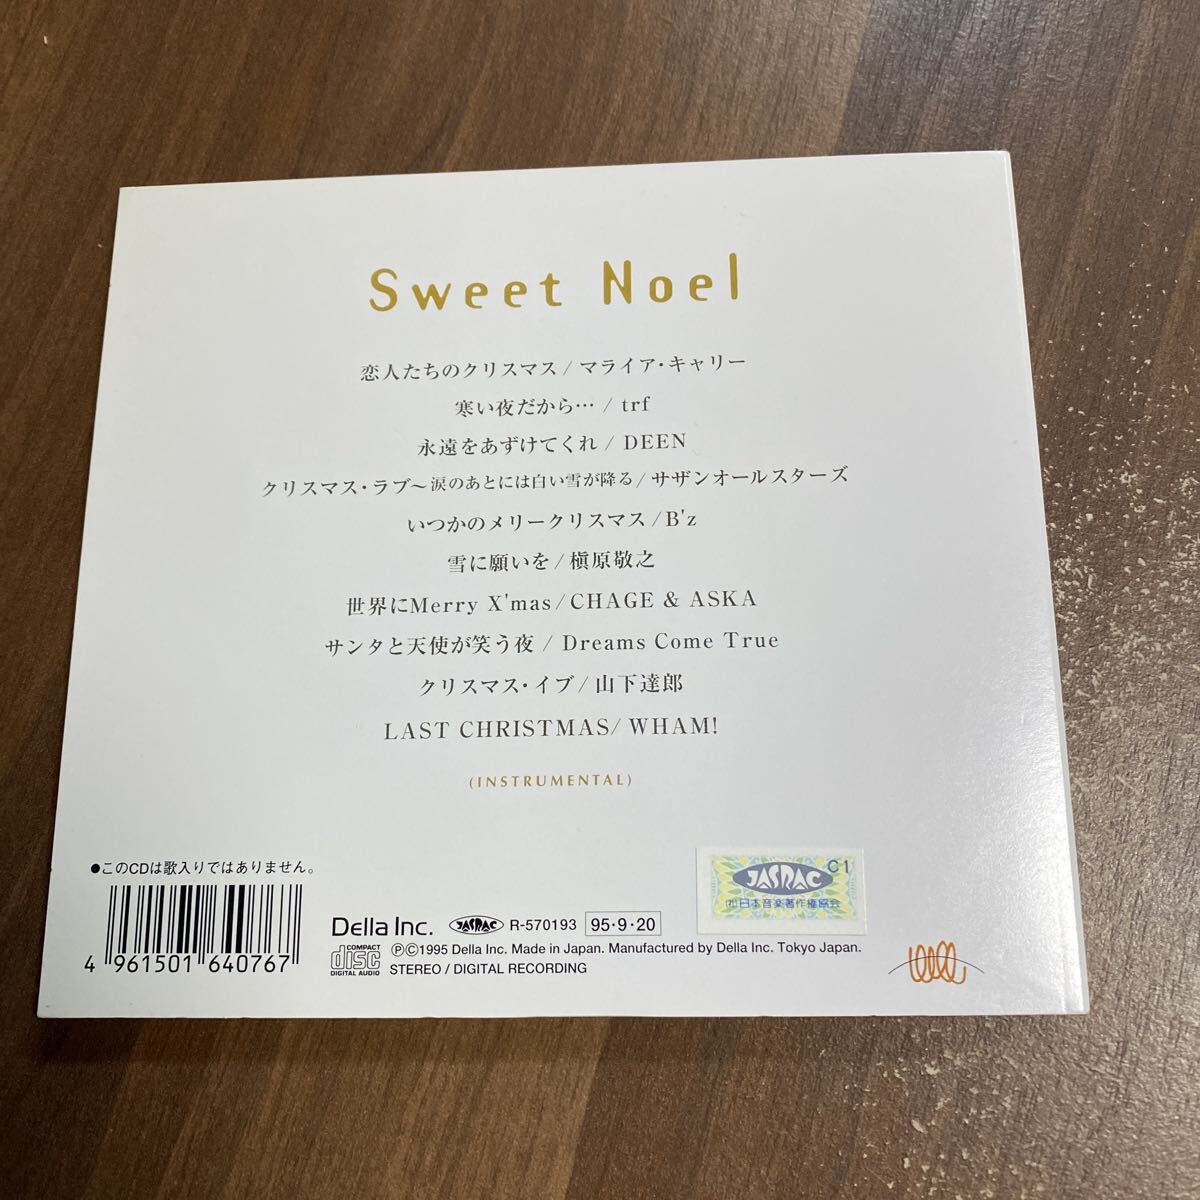 Sweet Noel
恋人たちのクリスマス/マライア・キャリー
寒い夜だから…/ trf
永遠をあずけてくれ/ DEEN
クリスマス・ラブ～涙のあとには白い雪が降る/サザンオールスターズ
いつかのメリークリスマス/B'z
雪に願いを/槇原敬之
世界にMerry X'mas/CHAGE & ASKA
サンタと天使が笑う夜/ Dreams Come True
クリスマス・イブ/山下達郎
LAST CHRISTMAS/ WHAM!
(INSTRUMENTAL)
●このCDは歌入りではありません。
4 961501 640767
Della Inc. JASRAC R-570193 95・9・20
COMPACT disc DIGITAL AUDIO
ⓅⒸ1995 Della Inc. Made in Japan. Manufactured by Della Inc. Tokyo Japan.
STEREO / DIGITAL RECORDING
JASRAC C1
(社)日本音楽著作権協会